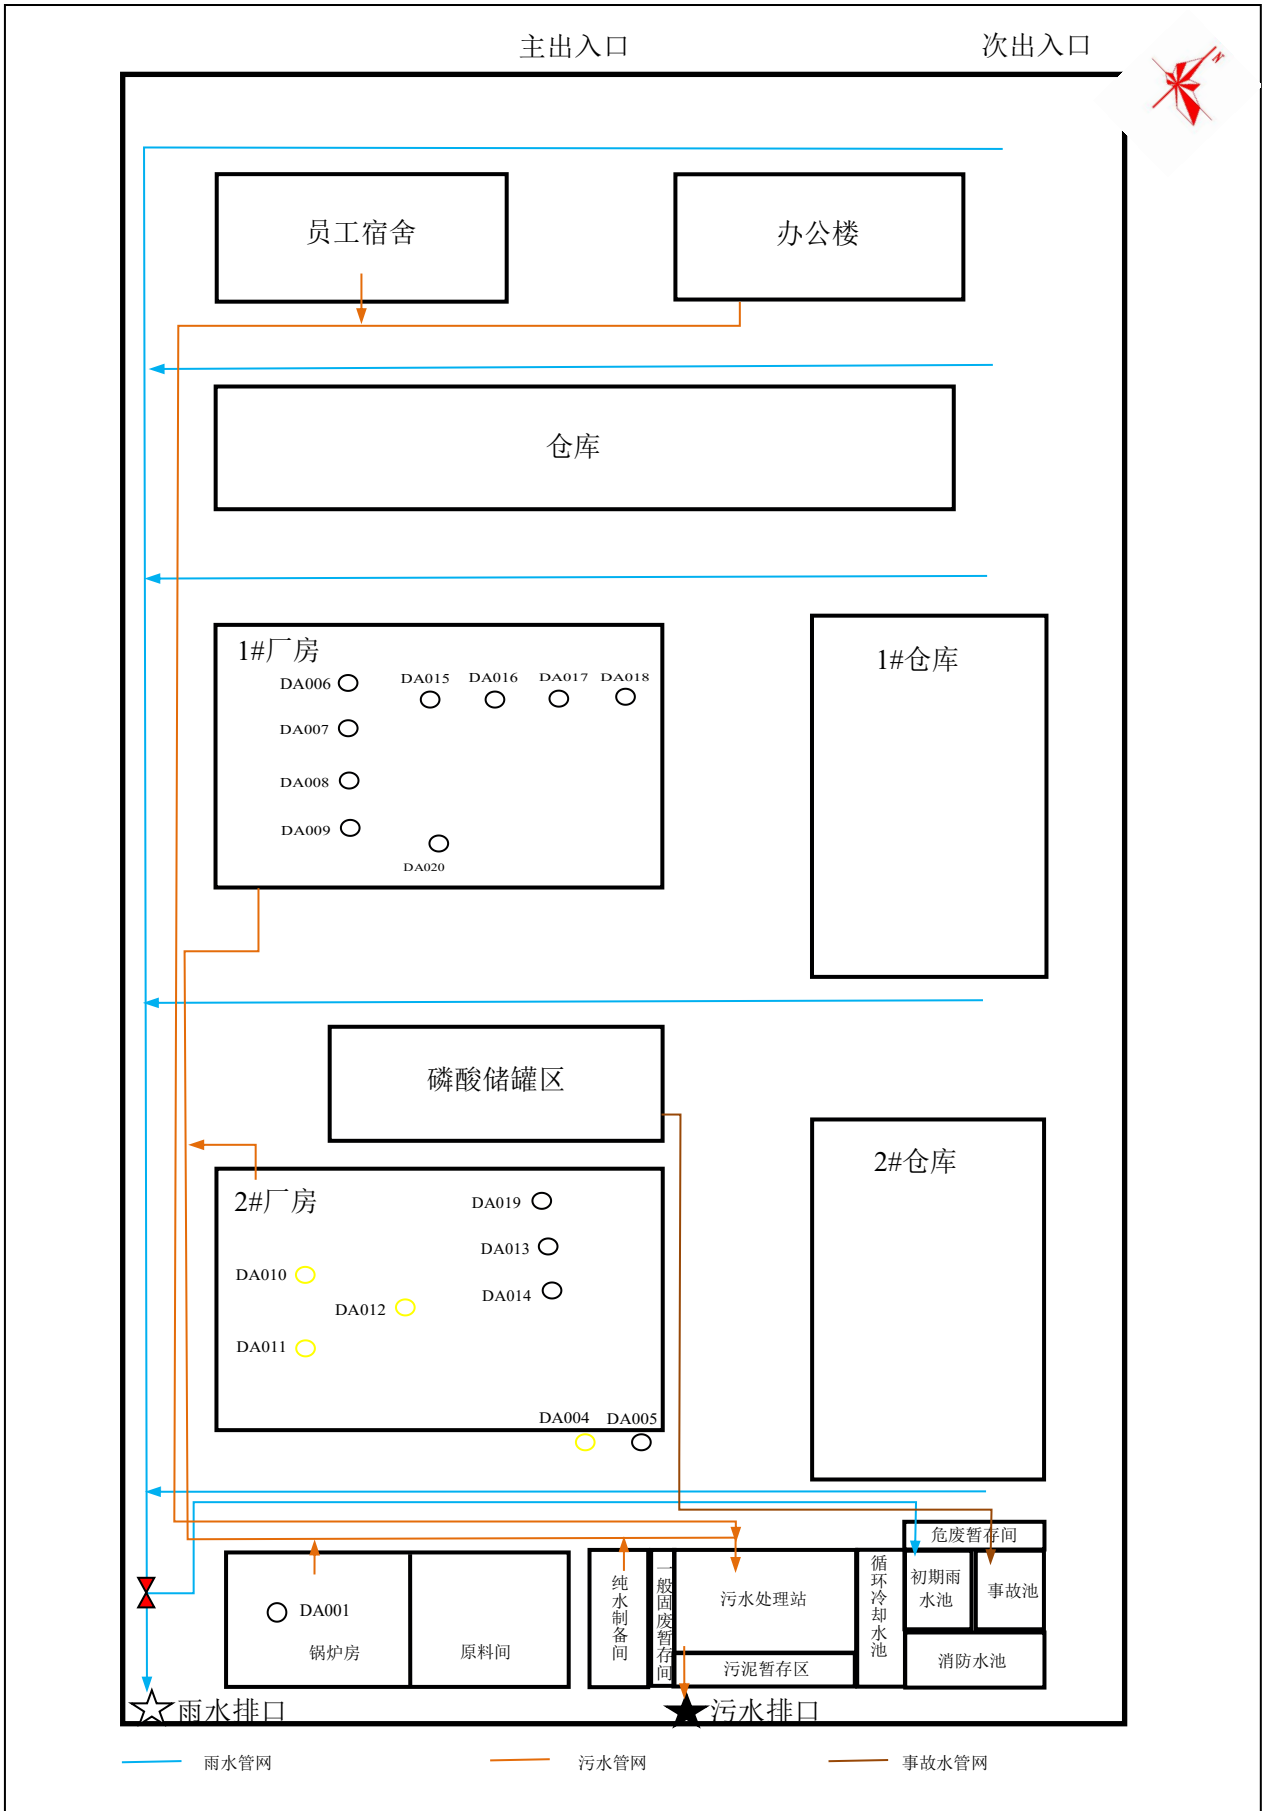 主出入口
次出入口
N
员工宿舍
办公楼
仓库
1#厂房
1#仓库
DA006
DA015
DA016
DA017
DA018
DA007
DA008
DA009
DA020
磷酸储罐区
2#仓库
2#厂房
DA019
DA013
DA010
DA014
DA012
DA011
DA004
DA005
危废暂存间
循环冷却水池
初期雨
水池
事故池
纯水制备间
一般固废暂存间
污水处理站
DA001
锅炉房
原料间
污泥暂存区
消防水池
雨水排口
污水排口
雨水管网
污水管网
事故水管网